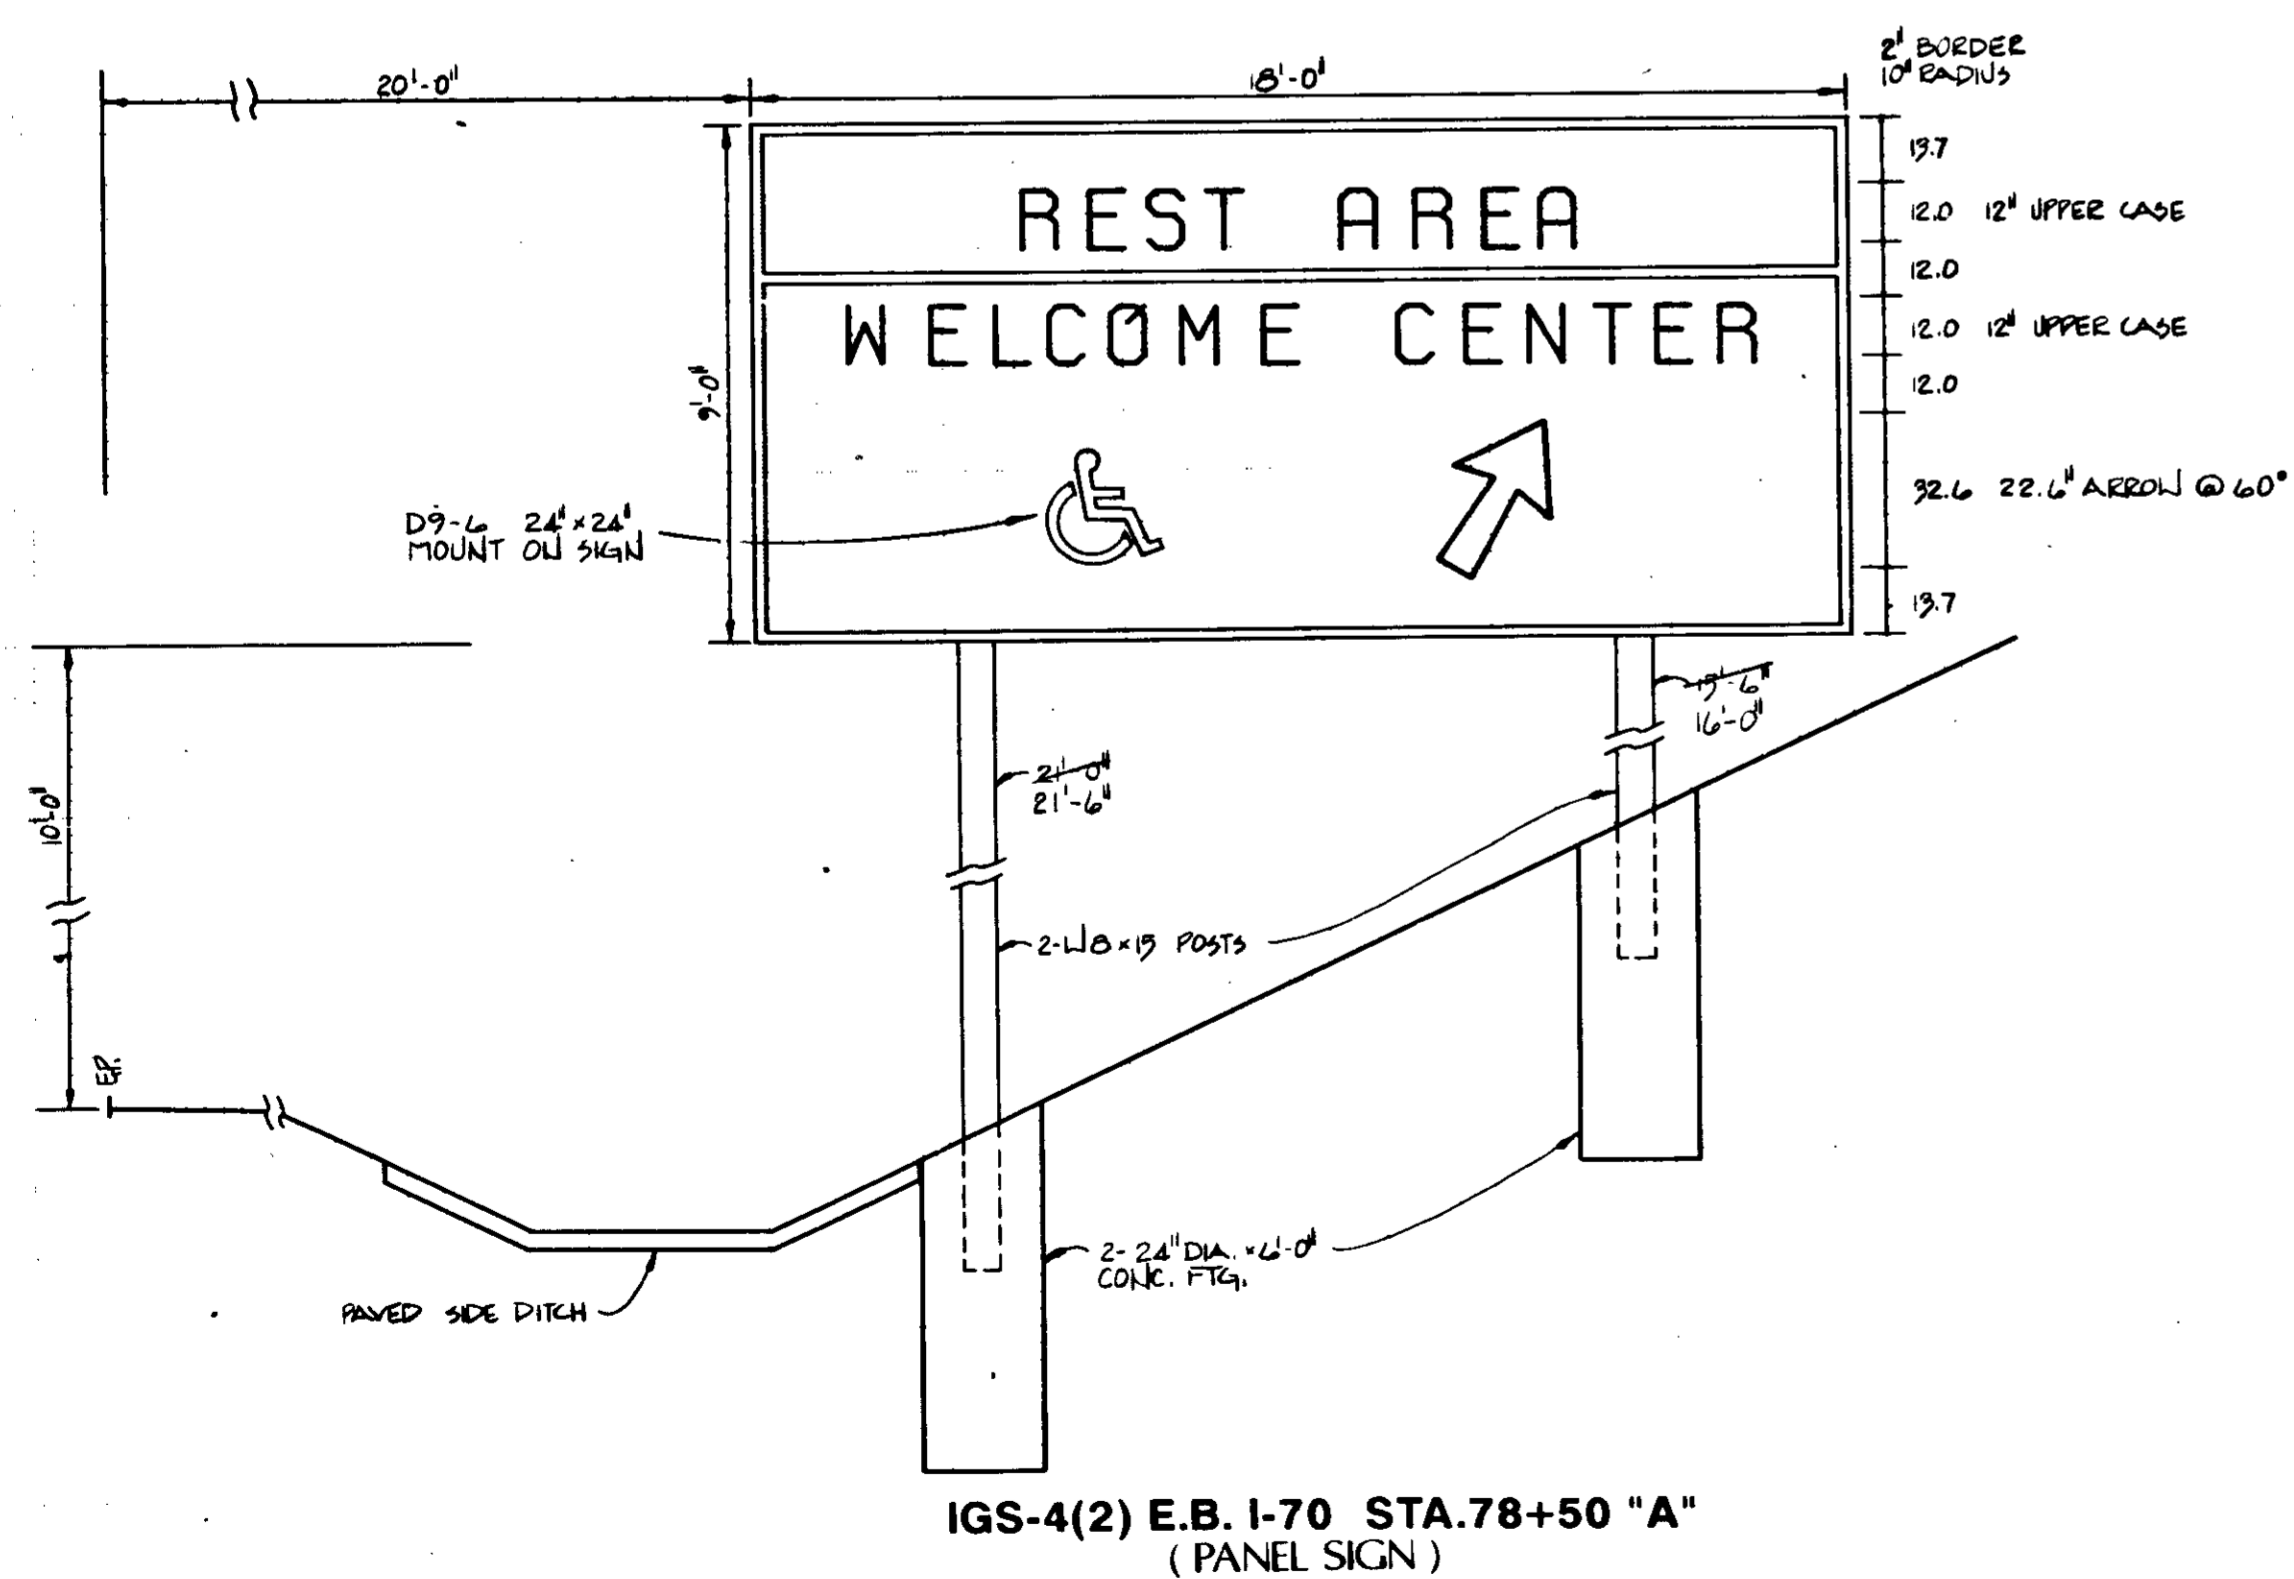 2" BORDER
10" RADIUS
20'-0"
18'-0"
13.7
REST AREA
12.0 12" UPPER CASE
12.0
WELCOME CENTER
12.0 12" UPPER CASE
9'-0"
12.0
D9-6 24"x24"
MOUNT ON SIGN
32.6 22.6" ARROW @ 60°
13.7
15'-6"
16'-0"
21'-0"
21'-6"
10'-0"
2-W8x15 POSTS
E.P.
2-24" DIA. x 6'-0"
CONC. FTG.
PAVED SIDE DITCH
IGS-4(2) E.B. I-70 STA.78+50 "A"
(PANEL SIGN)